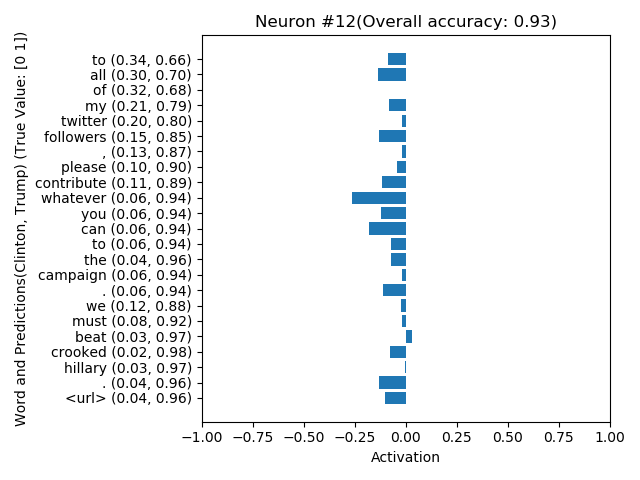 Neuron #12(Overall accuracy: 0.93)
Word and Predictions(Clinton, Trump) (True Value: [0 1])
to (0.34, 0.66)
all (0.30, 0.70)
of (0.32, 0.68)
my (0.21, 0.79)
twitter (0.20, 0.80)
followers (0.15, 0.85)
, (0.13, 0.87)
please (0.10, 0.90)
contribute (0.11, 0.89)
whatever (0.06, 0.94)
you (0.06, 0.94)
can (0.06, 0.94)
to (0.06, 0.94)
the (0.04, 0.96)
campaign (0.06, 0.94)
. (0.06, 0.94)
we (0.12, 0.88)
must (0.08, 0.92)
beat (0.03, 0.97)
crooked (0.02, 0.98)
hillary (0.03, 0.97)
. (0.04, 0.96)
<url> (0.04, 0.96)
−1.00 −0.75 −0.50 −0.25 0.00 0.25 0.50 0.75 1.00
Activation